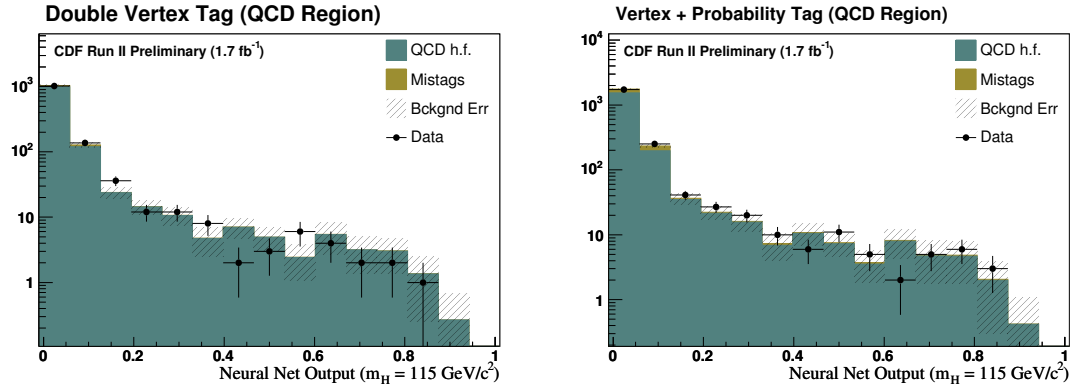 Double Vertex Tag (QCD Region)
CDF Run II Preliminary (1.7 fb⁻¹)
QCD h.f.
Mistags
Bckgnd Err
Data
10³
10²
10
1
0 0.2 0.4 0.6 0.8 1
Neural Net Output (m_H = 115 GeV/c²)
Vertex + Probability Tag (QCD Region)
CDF Run II Preliminary (1.7 fb⁻¹)
QCD h.f.
Mistags
Bckgnd Err
Data
10⁴
10³
10²
10
1
0 0.2 0.4 0.6 0.8 1
Neural Net Output (m_H = 115 GeV/c²)